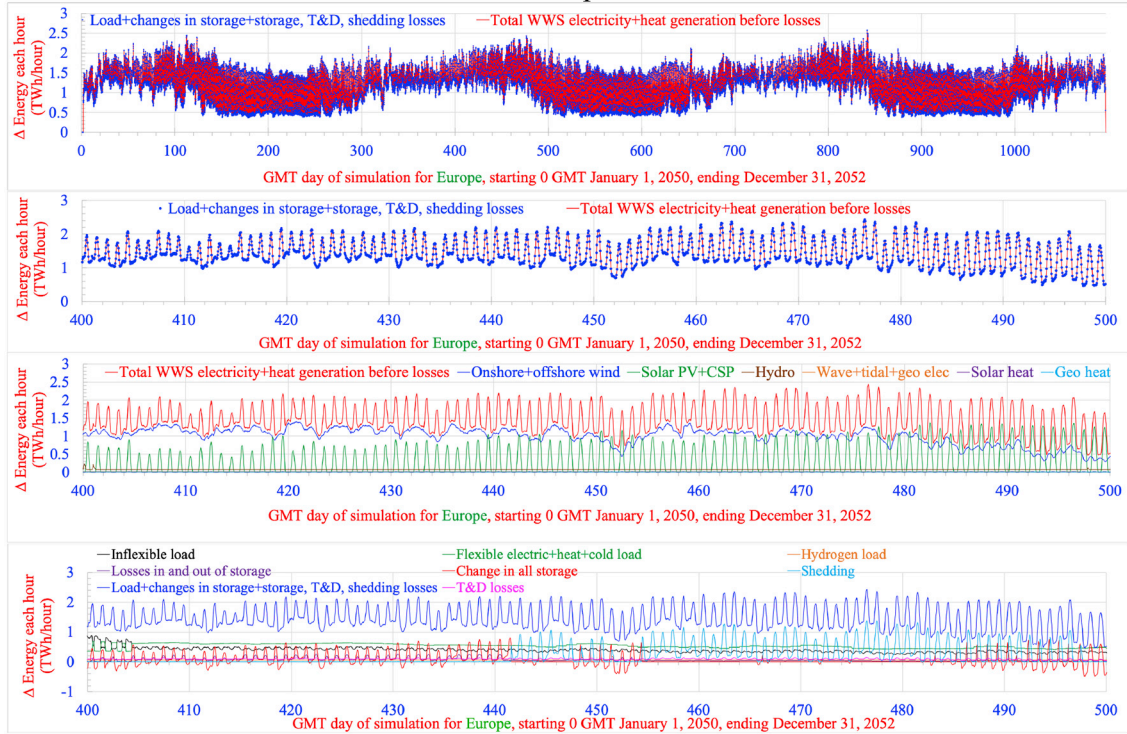 Load+changes in storage+storage, T&D, shedding losses —Total WWS electricity+heat generation before losses
Δ Energy each hour
(TWh/hour)
3
2.5
2
1.5
1
0.5
0
0 100 200 300 400 500 600 700 800 900 1000
GMT day of simulation for Europe, starting 0 GMT January 1, 2050, ending December 31, 2052
Load+changes in storage+storage, T&D, shedding losses —Total WWS electricity+heat generation before losses
Δ Energy each hour
(TWh/hour)
3
2
1
0
400 410 420 430 440 450 460 470 480 490 500
GMT day of simulation for Europe, starting 0 GMT January 1, 2050, ending December 31, 2052
—Total WWS electricity+heat generation before losses —Onshore+offshore wind —Solar PV+CSP —Hydro —Wave+tidal+geo elec —Solar heat —Geo heat
Δ Energy each hour
(TWh/hour)
3
2.5
2
1.5
1
0.5
0
400 410 420 430 440 450 460 470 480 490 500
GMT day of simulation for Europe, starting 0 GMT January 1, 2050, ending December 31, 2052
—Inflexible load —Flexible electric+heat+cold load —Hydrogen load
—Losses in and out of storage —Change in all storage —Shedding
—Load+changes in storage+storage, T&D, shedding losses —T&D losses
Δ Energy each hour
(TWh/hour)
3
2
1
0
-1
400 410 420 430 440 450 460 470 480 490 500
GMT day of simulation for Europe, starting 0 GMT January 1, 2050, ending December 31, 2052